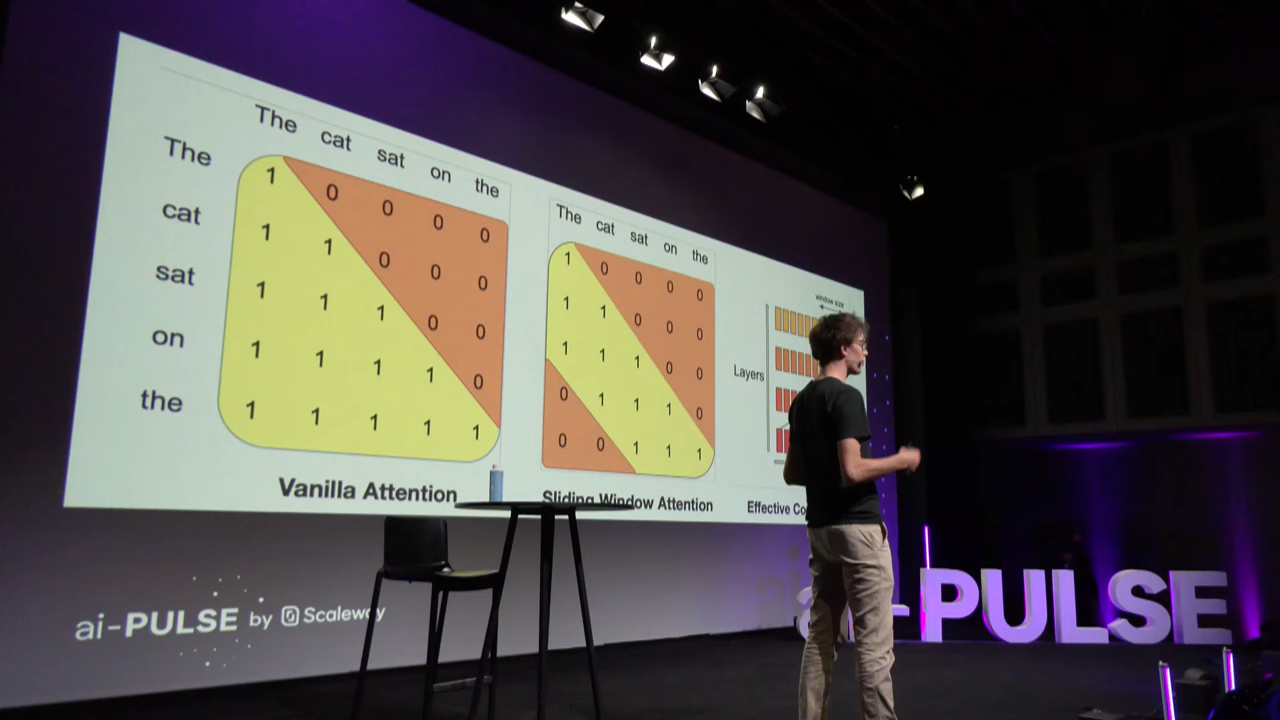 The cat sat on the
The 1 0 0 0 0
cat 1 1 0 0 0
sat 1 1 1 0 0
on 1 1 1 1 0
the 1 1 1 1 1
Vanilla Attention
The cat sat on the
1 0 0 0 0
1 1 0 0 0
1 1 1 0 0
0 1 1 1 0
0 0 1 1 1
Sliding Window Attention
window size
Layers
Effective
ai-PULSE by Scaleway
ai-PULSE